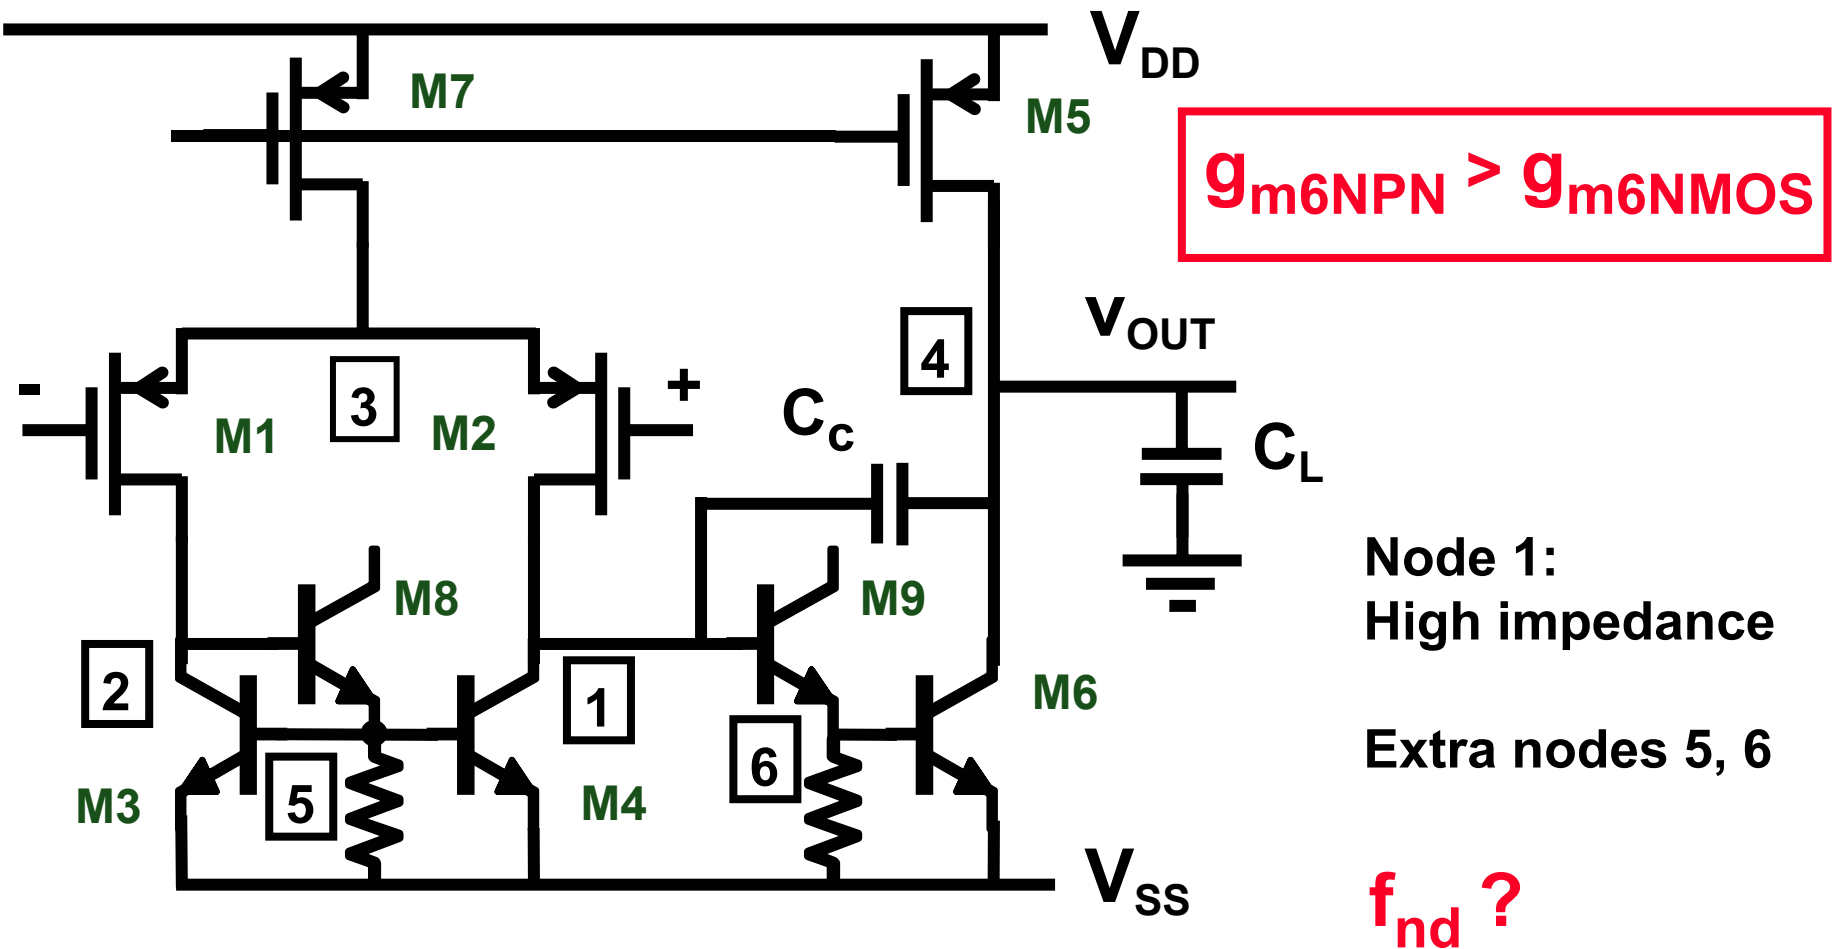 VDD
M7
M5
gm6NPN > gm6NMOS
vOUT
4
3
-
+
M1
M2
Cc
CL
Node 1:
High impedance
M8
M9
2
1
M6
6
5
Extra nodes 5, 6
M3
M4
VSS
fnd ?